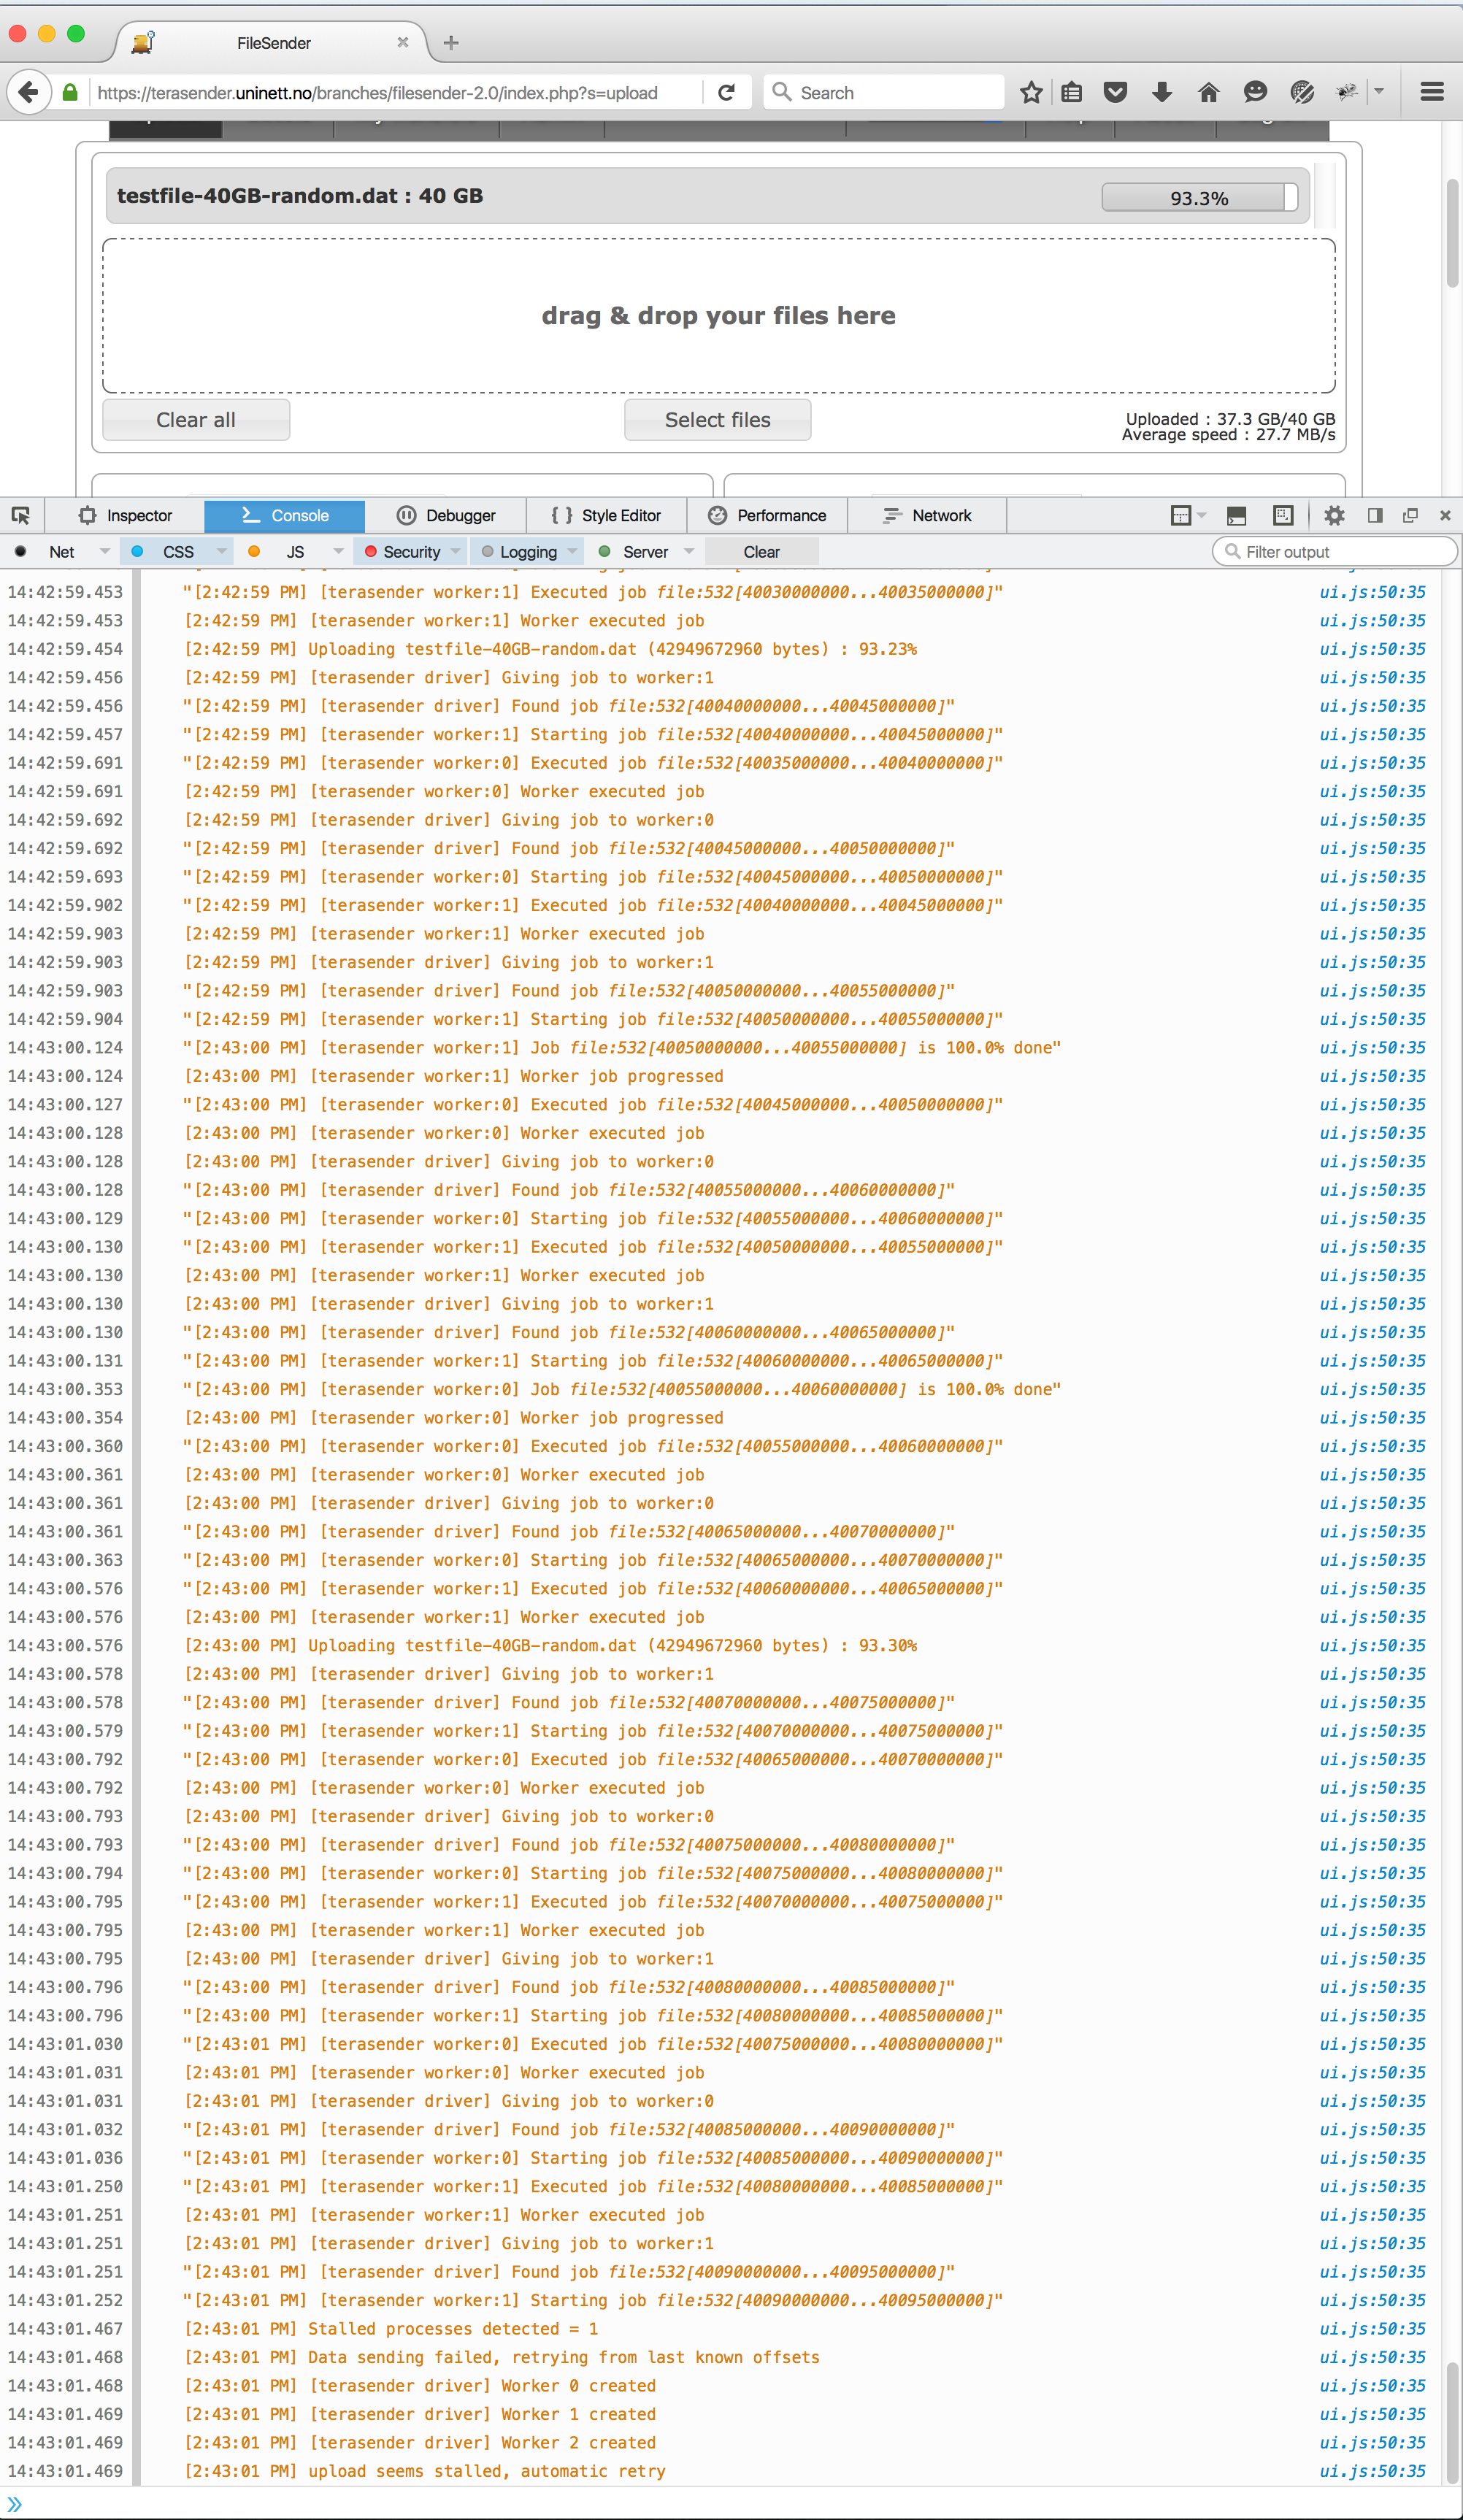 FileSender
https://terasender.uninett.no/branches/filesender-2.0/index.php?s=upload
Search
testfile-40GB-random.dat : 40 GB
93.3%
drag & drop your files here
Clear all
Select files
Uploaded : 37.3 GB/40 GB
Average speed : 27.7 MB/s
Inspector
Console
Debugger
Style Editor
Performance
Network
Net
CSS
JS
Security
Logging
Server
Clear
Filter output
14:42:59.453 "[2:42:59 PM] [terasender worker:1] Executed job file:532[40030000000...40035000000]" ui.js:50:35
14:42:59.453 [2:42:59 PM] [terasender worker:1] Worker executed job ui.js:50:35
14:42:59.454 [2:42:59 PM] Uploading testfile-40GB-random.dat (42949672960 bytes) : 93.23% ui.js:50:35
14:42:59.456 [2:42:59 PM] [terasender driver] Giving job to worker:1 ui.js:50:35
14:42:59.456 "[2:42:59 PM] [terasender driver] Found job file:532[40040000000...40045000000]" ui.js:50:35
14:42:59.457 "[2:42:59 PM] [terasender worker:1] Starting job file:532[40040000000...40045000000]" ui.js:50:35
14:42:59.691 "[2:42:59 PM] [terasender worker:0] Executed job file:532[40035000000...40040000000]" ui.js:50:35
14:42:59.691 [2:42:59 PM] [terasender worker:0] Worker executed job ui.js:50:35
14:42:59.692 [2:42:59 PM] [terasender driver] Giving job to worker:0 ui.js:50:35
14:42:59.692 "[2:42:59 PM] [terasender driver] Found job file:532[40045000000...40050000000]" ui.js:50:35
14:42:59.693 "[2:42:59 PM] [terasender worker:0] Starting job file:532[40045000000...40050000000]" ui.js:50:35
14:42:59.902 "[2:42:59 PM] [terasender worker:1] Executed job file:532[40040000000...40045000000]" ui.js:50:35
14:42:59.903 [2:42:59 PM] [terasender worker:1] Worker executed job ui.js:50:35
14:42:59.903 [2:42:59 PM] [terasender driver] Giving job to worker:1 ui.js:50:35
14:42:59.903 "[2:42:59 PM] [terasender driver] Found job file:532[40050000000...40055000000]" ui.js:50:35
14:42:59.904 "[2:42:59 PM] [terasender worker:1] Starting job file:532[40050000000...40055000000]" ui.js:50:35
14:43:00.124 "[2:43:00 PM] [terasender worker:1] Job file:532[40050000000...40055000000] is 100.0% done" ui.js:50:35
14:43:00.124 [2:43:00 PM] [terasender worker:1] Worker job progressed ui.js:50:35
14:43:00.127 "[2:43:00 PM] [terasender worker:0] Executed job file:532[40045000000...40050000000]" ui.js:50:35
14:43:00.128 [2:43:00 PM] [terasender worker:0] Worker executed job ui.js:50:35
14:43:00.128 [2:43:00 PM] [terasender driver] Giving job to worker:0 ui.js:50:35
14:43:00.128 "[2:43:00 PM] [terasender driver] Found job file:532[40055000000...40060000000]" ui.js:50:35
14:43:00.129 "[2:43:00 PM] [terasender worker:0] Starting job file:532[40055000000...40060000000]" ui.js:50:35
14:43:00.130 "[2:43:00 PM] [terasender worker:1] Executed job file:532[40050000000...40055000000]" ui.js:50:35
14:43:00.130 [2:43:00 PM] [terasender worker:1] Worker executed job ui.js:50:35
14:43:00.130 [2:43:00 PM] [terasender driver] Giving job to worker:1 ui.js:50:35
14:43:00.130 "[2:43:00 PM] [terasender driver] Found job file:532[40060000000...40065000000]" ui.js:50:35
14:43:00.131 "[2:43:00 PM] [terasender worker:1] Starting job file:532[40060000000...40065000000]" ui.js:50:35
14:43:00.353 "[2:43:00 PM] [terasender worker:0] Job file:532[40055000000...40060000000] is 100.0% done" ui.js:50:35
14:43:00.354 [2:43:00 PM] [terasender worker:0] Worker job progressed ui.js:50:35
14:43:00.360 "[2:43:00 PM] [terasender worker:0] Executed job file:532[40055000000...40060000000]" ui.js:50:35
14:43:00.361 [2:43:00 PM] [terasender worker:0] Worker executed job ui.js:50:35
14:43:00.361 [2:43:00 PM] [terasender driver] Giving job to worker:0 ui.js:50:35
14:43:00.361 "[2:43:00 PM] [terasender driver] Found job file:532[40065000000...40070000000]" ui.js:50:35
14:43:00.363 "[2:43:00 PM] [terasender worker:0] Starting job file:532[40065000000...40070000000]" ui.js:50:35
14:43:00.576 "[2:43:00 PM] [terasender worker:1] Executed job file:532[40060000000...40065000000]" ui.js:50:35
14:43:00.576 [2:43:00 PM] [terasender worker:1] Worker executed job ui.js:50:35
14:43:00.576 [2:43:00 PM] Uploading testfile-40GB-random.dat (42949672960 bytes) : 93.30% ui.js:50:35
14:43:00.578 [2:43:00 PM] [terasender driver] Giving job to worker:1 ui.js:50:35
14:43:00.578 "[2:43:00 PM] [terasender driver] Found job file:532[40070000000...40075000000]" ui.js:50:35
14:43:00.579 "[2:43:00 PM] [terasender worker:1] Starting job file:532[40070000000...40075000000]" ui.js:50:35
14:43:00.792 "[2:43:00 PM] [terasender worker:0] Executed job file:532[40065000000...40070000000]" ui.js:50:35
14:43:00.792 [2:43:00 PM] [terasender worker:0] Worker executed job ui.js:50:35
14:43:00.793 [2:43:00 PM] [terasender driver] Giving job to worker:0 ui.js:50:35
14:43:00.793 "[2:43:00 PM] [terasender driver] Found job file:532[40075000000...40080000000]" ui.js:50:35
14:43:00.794 "[2:43:00 PM] [terasender worker:0] Starting job file:532[40075000000...40080000000]" ui.js:50:35
14:43:00.795 "[2:43:00 PM] [terasender worker:1] Executed job file:532[40070000000...40075000000]" ui.js:50:35
14:43:00.795 [2:43:00 PM] [terasender worker:1] Worker executed job ui.js:50:35
14:43:00.795 [2:43:00 PM] [terasender driver] Giving job to worker:1 ui.js:50:35
14:43:00.796 "[2:43:00 PM] [terasender driver] Found job file:532[40080000000...40085000000]" ui.js:50:35
14:43:00.796 "[2:43:00 PM] [terasender worker:1] Starting job file:532[40080000000...40085000000]" ui.js:50:35
14:43:01.030 "[2:43:01 PM] [terasender worker:0] Executed job file:532[40075000000...40080000000]" ui.js:50:35
14:43:01.031 [2:43:01 PM] [terasender worker:0] Worker executed job ui.js:50:35
14:43:01.031 [2:43:01 PM] [terasender driver] Giving job to worker:0 ui.js:50:35
14:43:01.032 "[2:43:01 PM] [terasender driver] Found job file:532[40085000000...40090000000]" ui.js:50:35
14:43:01.036 "[2:43:01 PM] [terasender worker:0] Starting job file:532[40085000000...40090000000]" ui.js:50:35
14:43:01.250 "[2:43:01 PM] [terasender worker:1] Executed job file:532[40080000000...40085000000]" ui.js:50:35
14:43:01.251 [2:43:01 PM] [terasender worker:1] Worker executed job ui.js:50:35
14:43:01.251 [2:43:01 PM] [terasender driver] Giving job to worker:1 ui.js:50:35
14:43:01.251 "[2:43:01 PM] [terasender driver] Found job file:532[40090000000...40095000000]" ui.js:50:35
14:43:01.252 "[2:43:01 PM] [terasender worker:1] Starting job file:532[40090000000...40095000000]" ui.js:50:35
14:43:01.467 [2:43:01 PM] Stalled processes detected = 1 ui.js:50:35
14:43:01.468 [2:43:01 PM] Data sending failed, retrying from last known offsets ui.js:50:35
14:43:01.468 [2:43:01 PM] [terasender driver] Worker 0 created ui.js:50:35
14:43:01.469 [2:43:01 PM] [terasender driver] Worker 1 created ui.js:50:35
14:43:01.469 [2:43:01 PM] [terasender driver] Worker 2 created ui.js:50:35
14:43:01.469 [2:43:01 PM] upload seems stalled, automatic retry ui.js:50:35